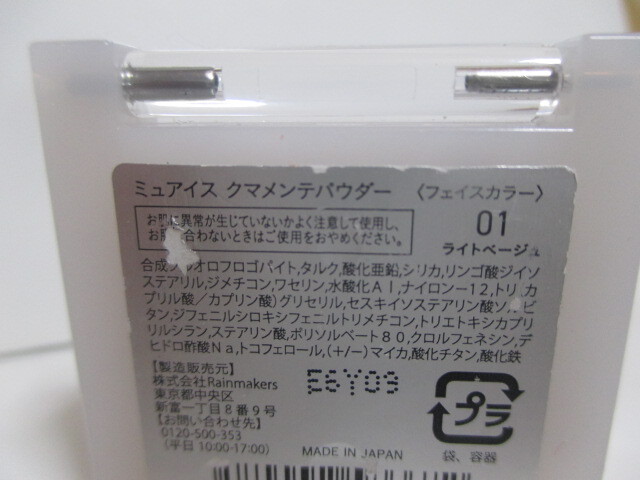 ミュアイス クマメンテパウダー 〈フェイスカラー〉
お肌に異常が生じていないかよく注意して使用し、
お肌に合わないときはご使用をおやめください。
01
ライトベージュ
合成フルオロフロゴパイト,タルク,酸化亜鉛,シリカ,リンゴ酸ジイソ
ステアリル,ジメチコン,ワセリン,水酸化Al,ナイロンー12,トリ(カ
プリル酸/カプリン酸)グリセリル,セスキイソステアリン酸ソルビ
タン,ジフェニルシロキシフェニルトリメチコン,トリエトキシカプリ
リルシラン,ステアリン酸,ポリソルベート80,クロルフェネシン,デ
ヒドロ酢酸Na,トコフェロール,(+/-)マイカ,酸化チタン,酸化鉄
【製造販売元】
株式会社Rainmakers
東京都中央区
新富一丁目8番9号
【お問い合わせ先】
0120-500-353
(平日 10:00-17:00)
E6Y09
MADE IN JAPAN
プラ
袋、容器